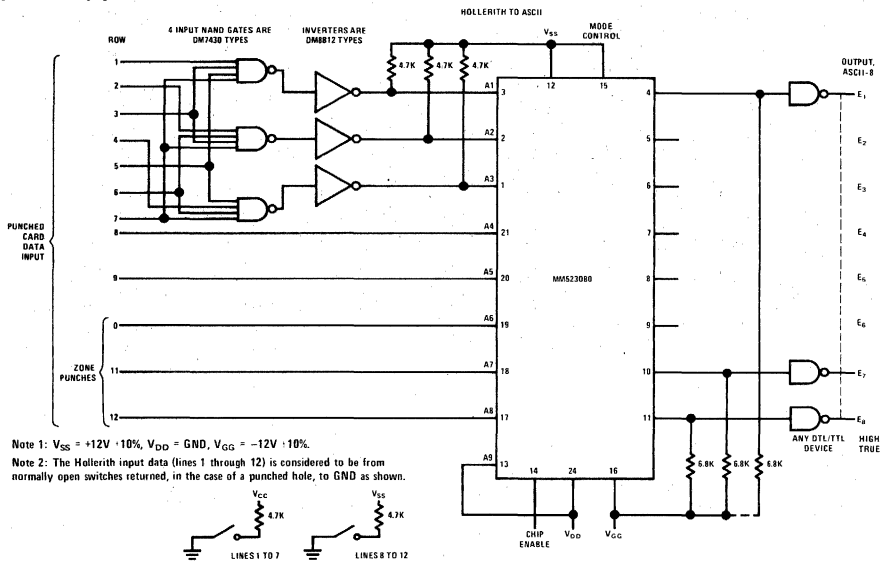 HOLLERITH TO ASCII
4 INPUT NAND GATES ARE
DM7430 TYPES
INVERTERS ARE
DM8812 TYPES
ROW
VSS
MODE
CONTROL
OUTPUT,
ASCII-8
4.7K 4.7K 4.7K
12 15
1
2
3
4
5
6
7
8
9
0
11
12
PUNCHED
CARD
DATA
INPUT
ZONE
PUNCHES
A1 3
A2 2
A3 1
A4 21
A5 20
A6 19
A7 18
A8 17
A9 13
MM5230BO
4 E1
5 E2
6 E3
7 E4
8 E5
9 E6
10 E7
11 E8
ANY DTL/TTL
DEVICE
HIGH
TRUE
6.8K 6.8K 6.8K
14 24 16
CHIP
ENABLE
VDD
VGG
Note 1: VSS = +12V ±10%, VDD = GND, VGG = −12V ±10%.
Note 2: The Hollerith input data (lines 1 through 12) is considered to be from
normally open switches returned, in the case of a punched hole, to GND as shown.
VCC
4.7K
LINES 1 TO 7
VSS
4.7K
LINES 8 TO 12